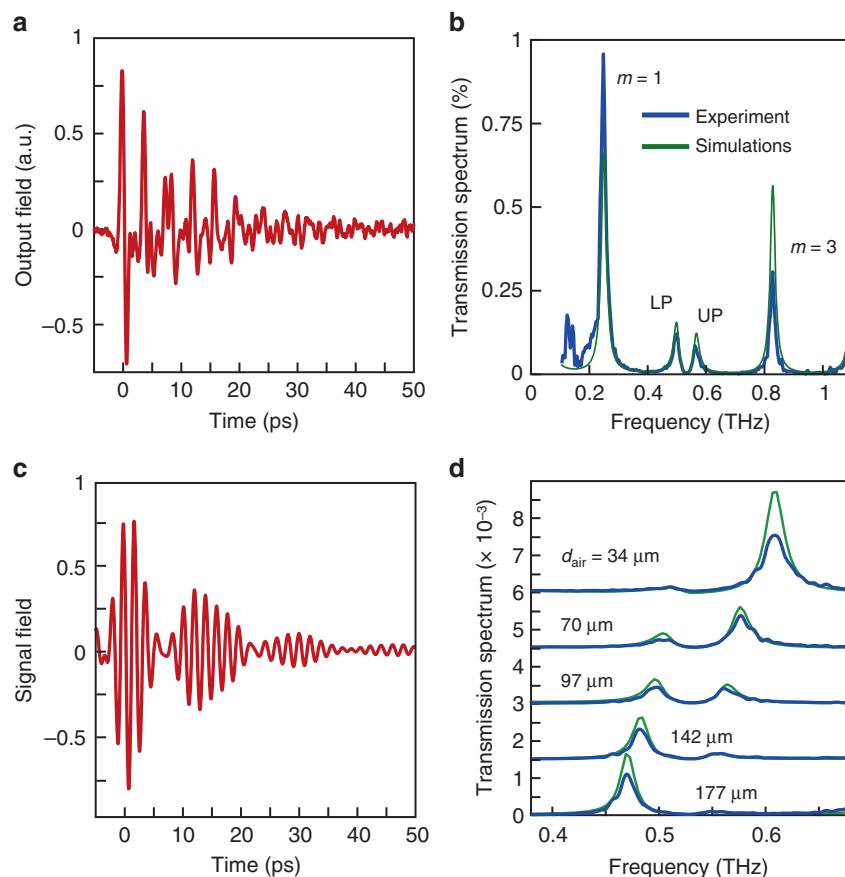 a
1
0.5
0
–0.5
Output field (a.u.)
0 10 20 30 40 50
Time (ps)
b
1
0.75
0.5
0.25
0
Transmission spectrum (%)
m = 1
Experiment
Simulations
m = 3
LP
UP
0 0.2 0.4 0.6 0.8 1
Frequency (THz)
c
1
0.5
0
–0.5
Signal field
0 10 20 30 40 50
Time (ps)
d
8
7
6
5
4
3
2
1
0
Transmission spectrum (× 10⁻³)
dair = 34 μm
70 μm
97 μm
142 μm
177 μm
0.4 0.5 0.6
Frequency (THz)